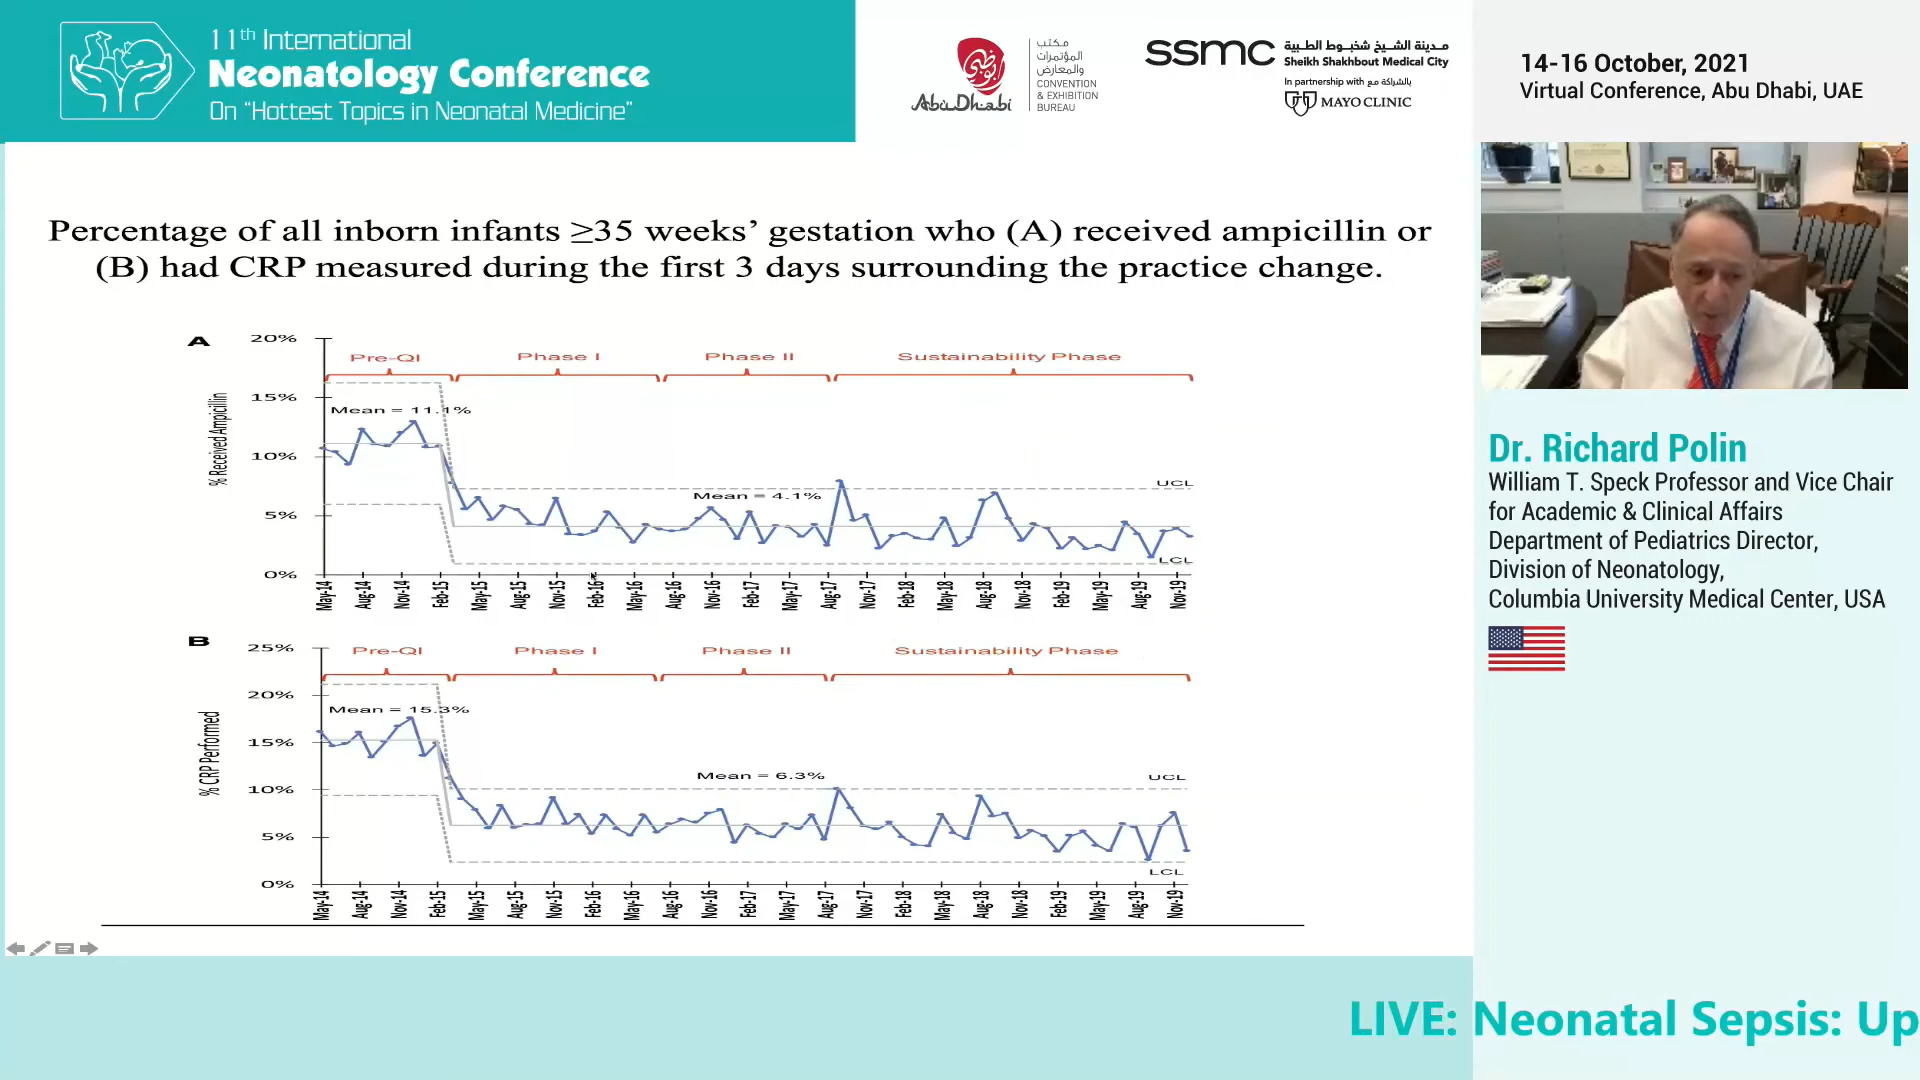 11th International
Neonatology Conference
On "Hottest Topics in Neonatal Medicine"
AbuDhabi
مكتب
المؤتمرات
والمعارض
CONVENTION
& EXHIBITION
BUREAU
ssmc
مدينة الشيخ شخبوط الطبية
Sheikh Shakhbout Medical City
In partnership with بالشراكة مع
MAYO CLINIC
14-16 October, 2021
Virtual Conference, Abu Dhabi, UAE
Percentage of all inborn infants ≥35 weeks' gestation who (A) received ampicillin or
(B) had CRP measured during the first 3 days surrounding the practice change.
A
% Received Ampicillin
20%
15%
10%
5%
0%
Pre-QI
Phase I
Phase II
Sustainability Phase
Mean = 11.1%
Mean = 4.1%
UCL
LCL
May-14
Aug-14
Nov-14
Feb-15
May-15
Aug-15
Nov-15
Feb-16
May-16
Aug-16
Nov-16
Feb-17
May-17
Aug-17
Nov-17
Feb-18
May-18
Aug-18
Nov-18
Feb-19
May-19
Aug-19
Nov-19
B
% CRP Performed
25%
20%
15%
10%
5%
0%
Pre-QI
Phase I
Phase II
Sustainability Phase
Mean = 15.3%
Mean = 6.3%
UCL
LCL
May-14
Aug-14
Nov-14
Feb-15
May-15
Aug-15
Nov-15
Feb-16
May-16
Aug-16
Nov-16
Feb-17
May-17
Aug-17
Nov-17
Feb-18
May-18
Aug-18
Nov-18
Feb-19
May-19
Aug-19
Nov-19
Dr. Richard Polin
William T. Speck Professor and Vice Chair
for Academic & Clinical Affairs
Department of Pediatrics Director,
Division of Neonatology,
Columbia University Medical Center, USA
LIVE: Neonatal Sepsis: Up